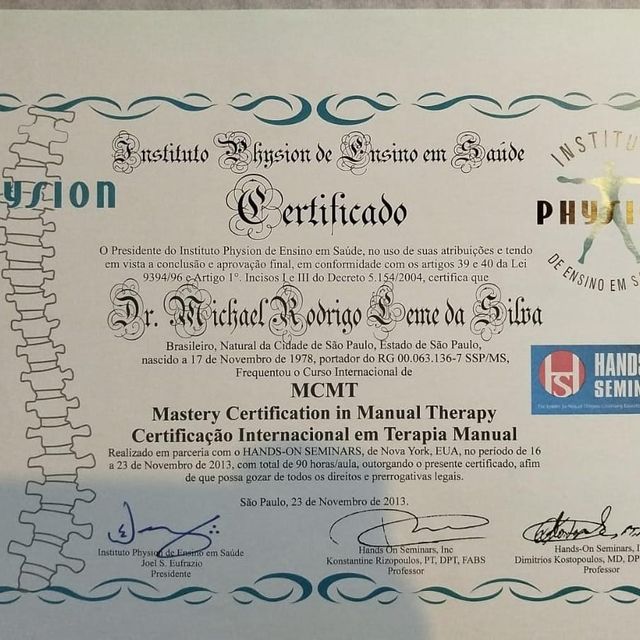 Instituto Physion de Ensino em Saúde
YSION
Certificado
INSTITU
PHYSI
DE ENSINO EM SA
O Presidente do Instituto Physion de Ensino em Saúde, no uso de suas atribuições e tendo
em vista a conclusão e aprovação final, em conformidade com os artigos 39 e 40 da Lei
9394/96 e Artigo 1º. Incisos I e III do Decreto 5.154/2004, certifica que
Dr. Michael Rodrigo Leme da Silva
Brasileiro, Natural da Cidade de São Paulo, Estado de São Paulo,
nascido a 17 de Novembro de 1978, portador do RG 00.063.136-7 SSP/MS,
Frequentou o Curso Internacional de
HS
HANDS
SEMIN
MCMT
Mastery Certification in Manual Therapy
Certificação Internacional em Terapia Manual
Realizado em parceria com o HANDS-ON SEMINARS, de Nova York, EUA, no período de 16
a 23 de Novembro de 2013, com total de 90 horas/aula, outorgando o presente certificado, afim
de que possa gozar de todos os direitos e prerrogativas legais.
São Paulo, 23 de Novembro de 2013.
Instituto Physion de Ensino em Saúde
Joel S. Eufrazio
Presidente
Hands On Seminars, Inc
Konstantine Rizopoulos, PT, DPT, FABS
Professor
Hands-On Seminars, I
Dimitrios Kostopoulos, MD, DP
Professor